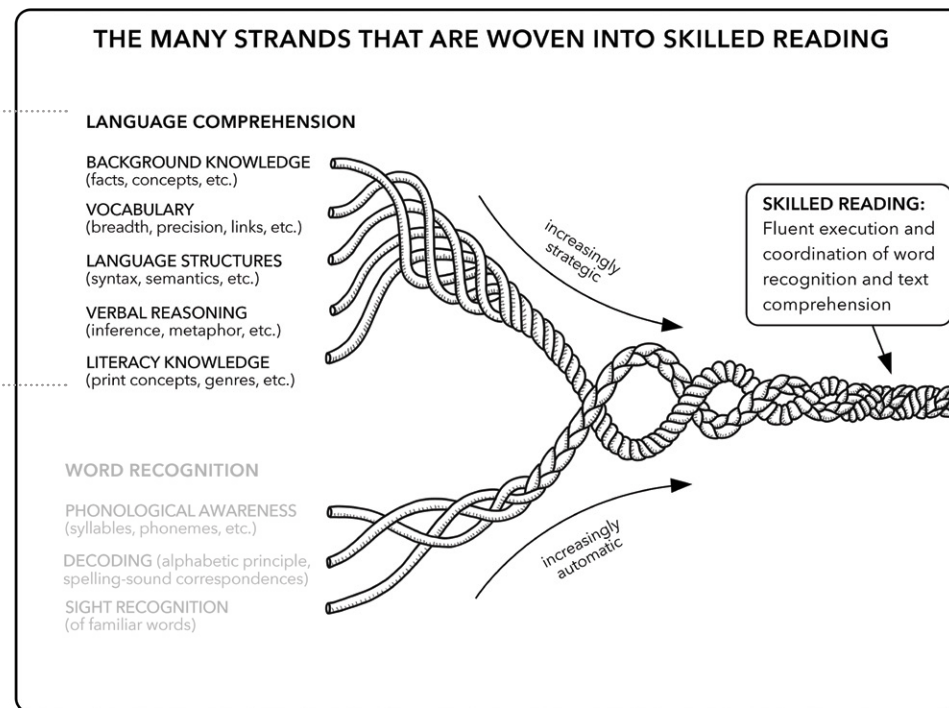 THE MANY STRANDS THAT ARE WOVEN INTO SKILLED READING
LANGUAGE COMPREHENSION
BACKGROUND KNOWLEDGE
(facts, concepts, etc.)
VOCABULARY
(breadth, precision, links, etc.)
LANGUAGE STRUCTURES
(syntax, semantics, etc.)
VERBAL REASONING
(inference, metaphor, etc.)
LITERACY KNOWLEDGE
(print concepts, genres, etc.)
WORD RECOGNITION
PHONOLOGICAL AWARENESS
(syllables, phonemes, etc.)
DECODING (alphabetic principle,
spelling-sound correspondences)
SIGHT RECOGNITION
(of familiar words)
increasingly
strategic
increasingly
automatic
SKILLED READING:
Fluent execution and
coordination of word
recognition and text
comprehension